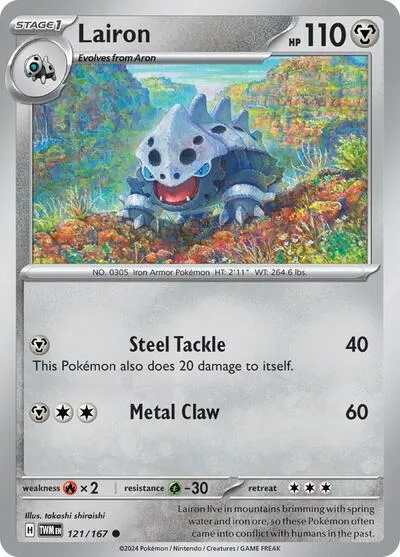 STAGE1
Lairon
HP 110
Evolves from Aron
NO. 0305 Iron Armor Pokémon HT: 2'11" WT: 264.6 lbs.
Steel Tackle 40
This Pokémon also does 20 damage to itself.
Metal Claw 60
weakness ×2 resistance -30 retreat
Illus. takashi shiraishi
H TWM EN 121/167
Lairon live in mountains brimming with spring
water and iron ore, so these Pokémon often
came into conflict with humans in the past.
©2024 Pokémon / Nintendo / Creatures / GAME FREAK